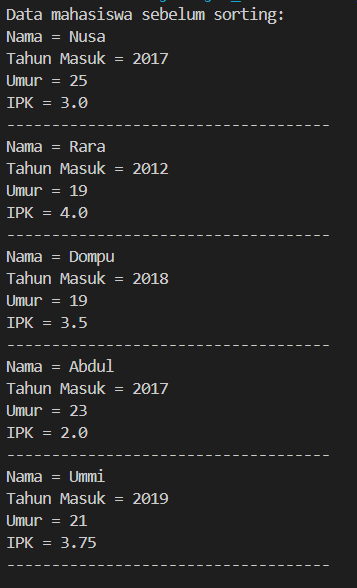 Data mahasiswa sebelum sorting:
Nama = Nusa
Tahun Masuk = 2017
Umur = 25
IPK = 3.0
------------------------------------
Nama = Rara
Tahun Masuk = 2012
Umur = 19
IPK = 4.0
------------------------------------
Nama = Dompu
Tahun Masuk = 2018
Umur = 19
IPK = 3.5
------------------------------------
Nama = Abdul
Tahun Masuk = 2017
Umur = 23
IPK = 2.0
------------------------------------
Nama = Ummi
Tahun Masuk = 2019
Umur = 21
IPK = 3.75
------------------------------------